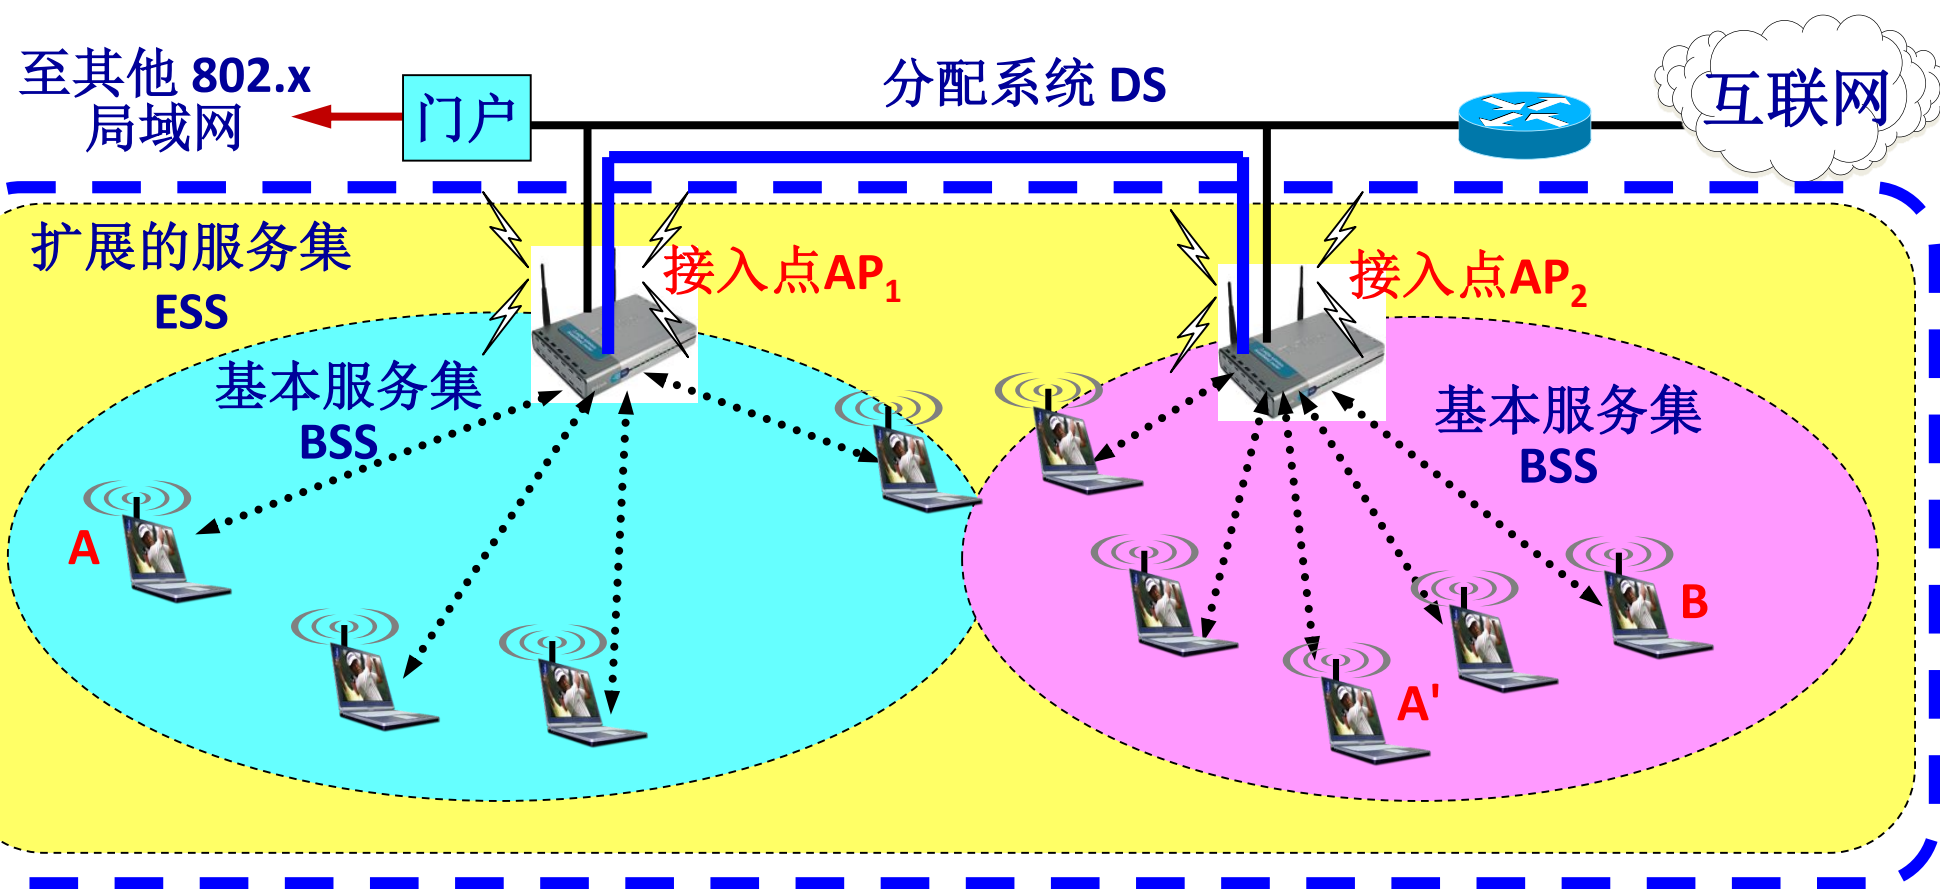 至其他 802.x
局域网
门户
分配系统 DS
互联网
扩展的服务集
ESS
接入点AP1
接入点AP2
基本服务集
BSS
基本服务集
BSS
A
B
A'